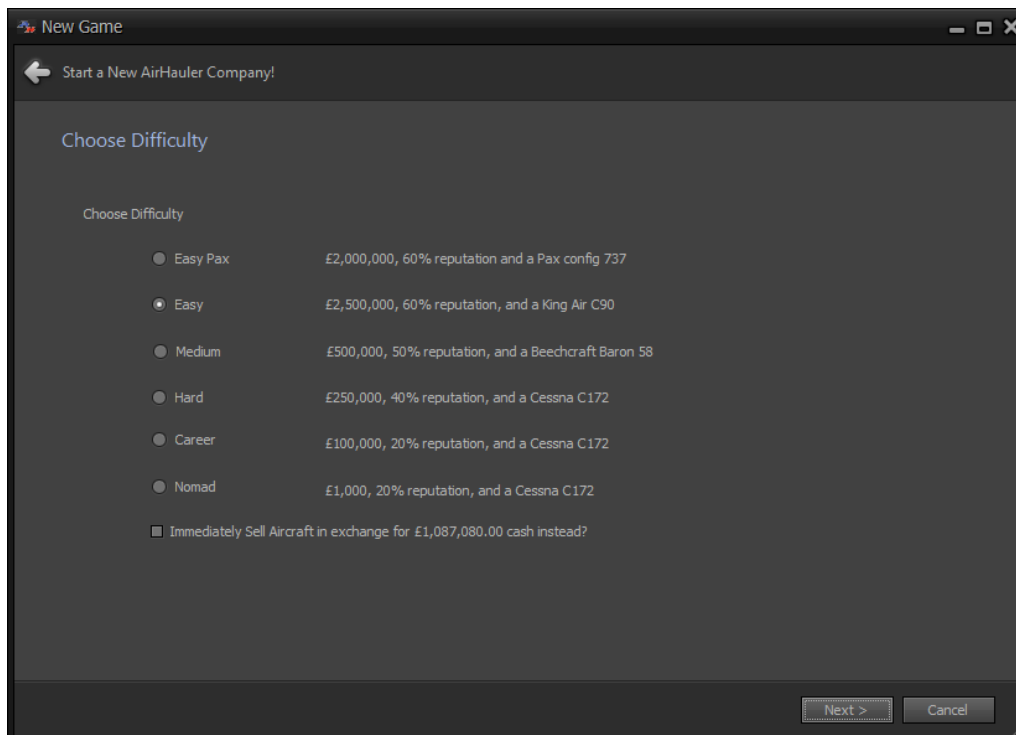 New Game
Start a New AirHauler Company!
Choose Difficulty
Choose Difficulty
Easy Pax £2,000,000, 60% reputation and a Pax config 737
Easy £2,500,000, 60% reputation, and a King Air C90
Medium £500,000, 50% reputation, and a Beechcraft Baron 58
Hard £250,000, 40% reputation, and a Cessna C172
Career £100,000, 20% reputation, and a Cessna C172
Nomad £1,000, 20% reputation, and a Cessna C172
Immediately Sell Aircraft in exchange for £1,087,080.00 cash instead?
Next > Cancel